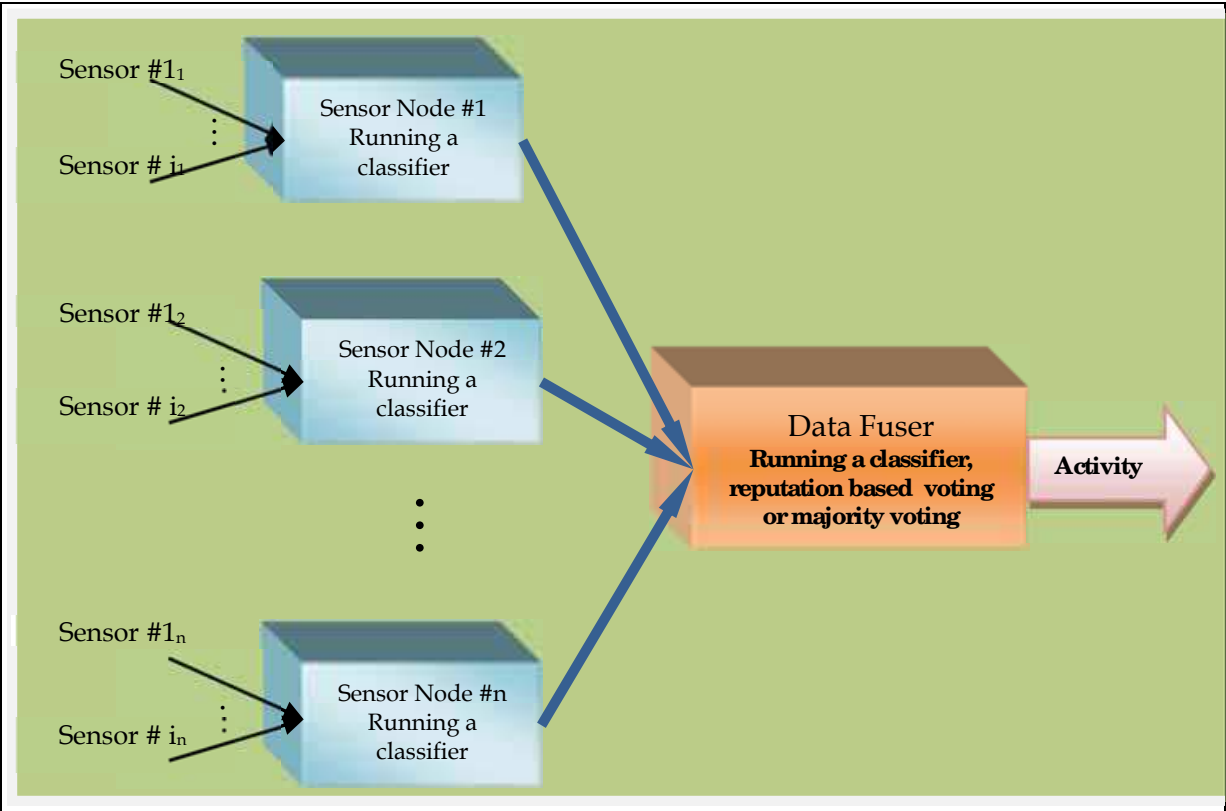 Sensor #1₁
Sensor # i₁
Sensor Node #1
Running a
classifier
Sensor #1₂
Sensor # i₂
Sensor Node #2
Running a
classifier
Data Fuser
Running a classifier,
reputation based voting
or majority voting
Activity
Sensor #1ₙ
Sensor # iₙ
Sensor Node #n
Running a
classifier